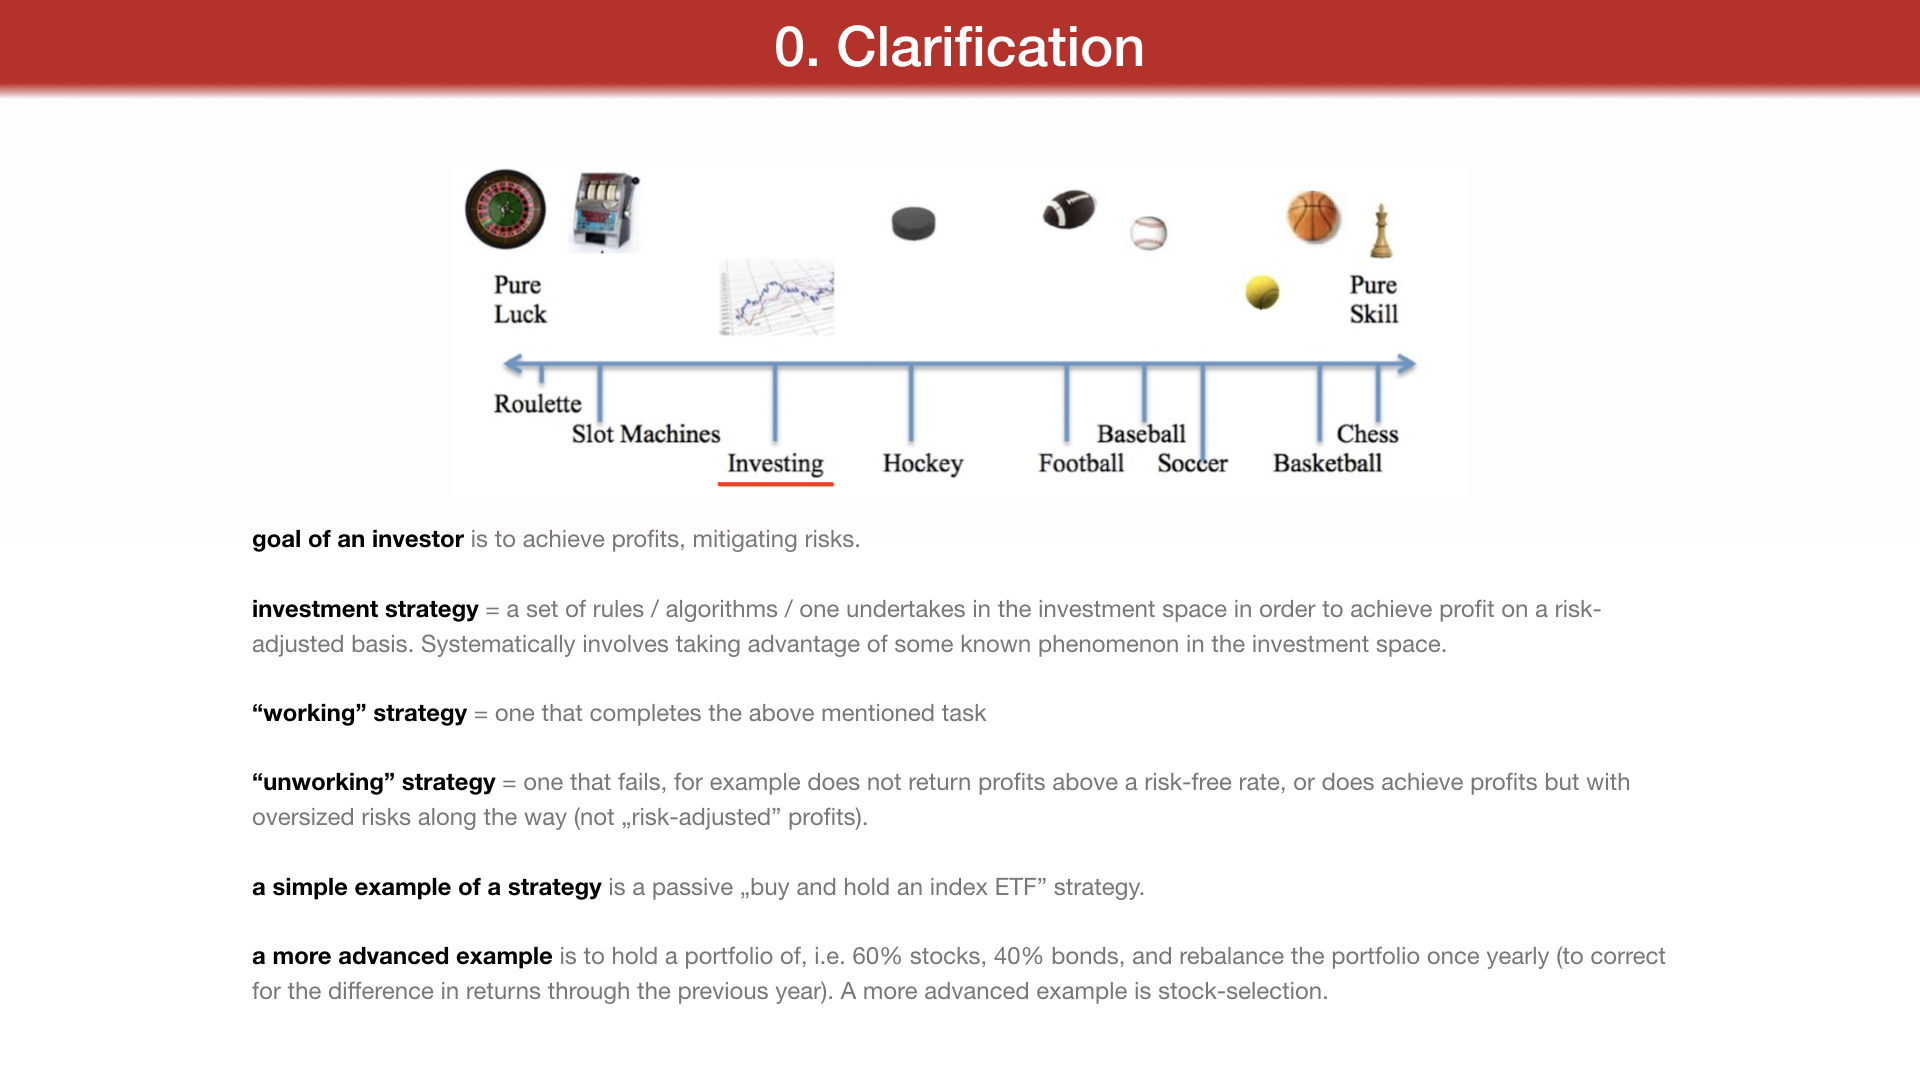 0. Clarification
Pure
Luck
Pure
Skill
Roulette
Slot Machines
Baseball
Chess
Investing
Hockey
Football
Soccer
Basketball
goal of an investor is to achieve profits, mitigating risks.
investment strategy = a set of rules / algorithms / one undertakes in the investment space in order to achieve profit on a risk-
adjusted basis. Systematically involves taking advantage of some known phenomenon in the investment space.
“working” strategy = one that completes the above mentioned task
“unworking” strategy = one that fails, for example does not return profits above a risk-free rate, or does achieve profits but with
oversized risks along the way (not „risk-adjusted” profits).
a simple example of a strategy is a passive „buy and hold an index ETF” strategy.
a more advanced example is to hold a portfolio of, i.e. 60% stocks, 40% bonds, and rebalance the portfolio once yearly (to correct
for the difference in returns through the previous year). A more advanced example is stock-selection.